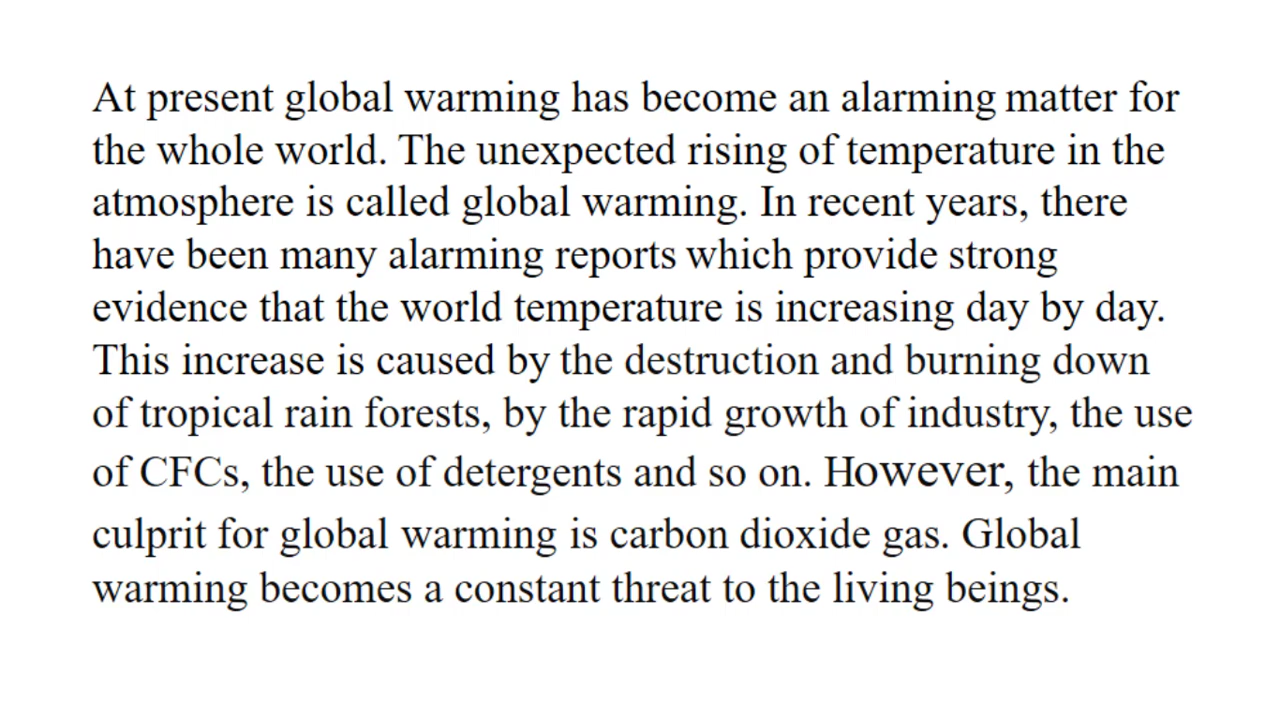 At present global warming has become an alarming matter for
the whole world. The unexpected rising of temperature in the
atmosphere is called global warming. In recent years, there
have been many alarming reports which provide strong
evidence that the world temperature is increasing day by day.
This increase is caused by the destruction and burning down
of tropical rain forests, by the rapid growth of industry, the use
of CFCs, the use of detergents and so on. However, the main
culprit for global warming is carbon dioxide gas. Global
warming becomes a constant threat to the living beings.